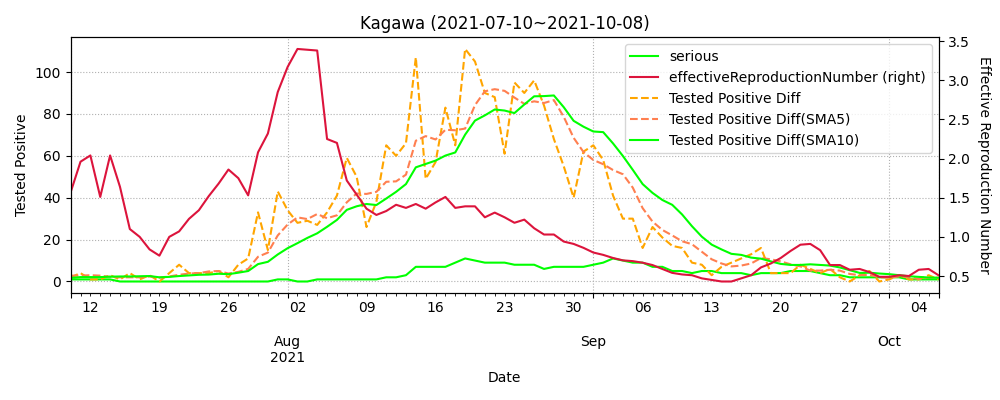 Kagawa (2021-07-10~2021-10-08)
Tested Positive
100
80
60
40
20
0
3.5
3.0
2.5
2.0
1.5
1.0
0.5
Effective Reproduction Number
serious
effectiveReproductionNumber (right)
Tested Positive Diff
Tested Positive Diff(SMA5)
Tested Positive Diff(SMA10)
12 19 26 02 09 16 23 30 06 13 20 27 04
Aug Sep Oct
2021
Date